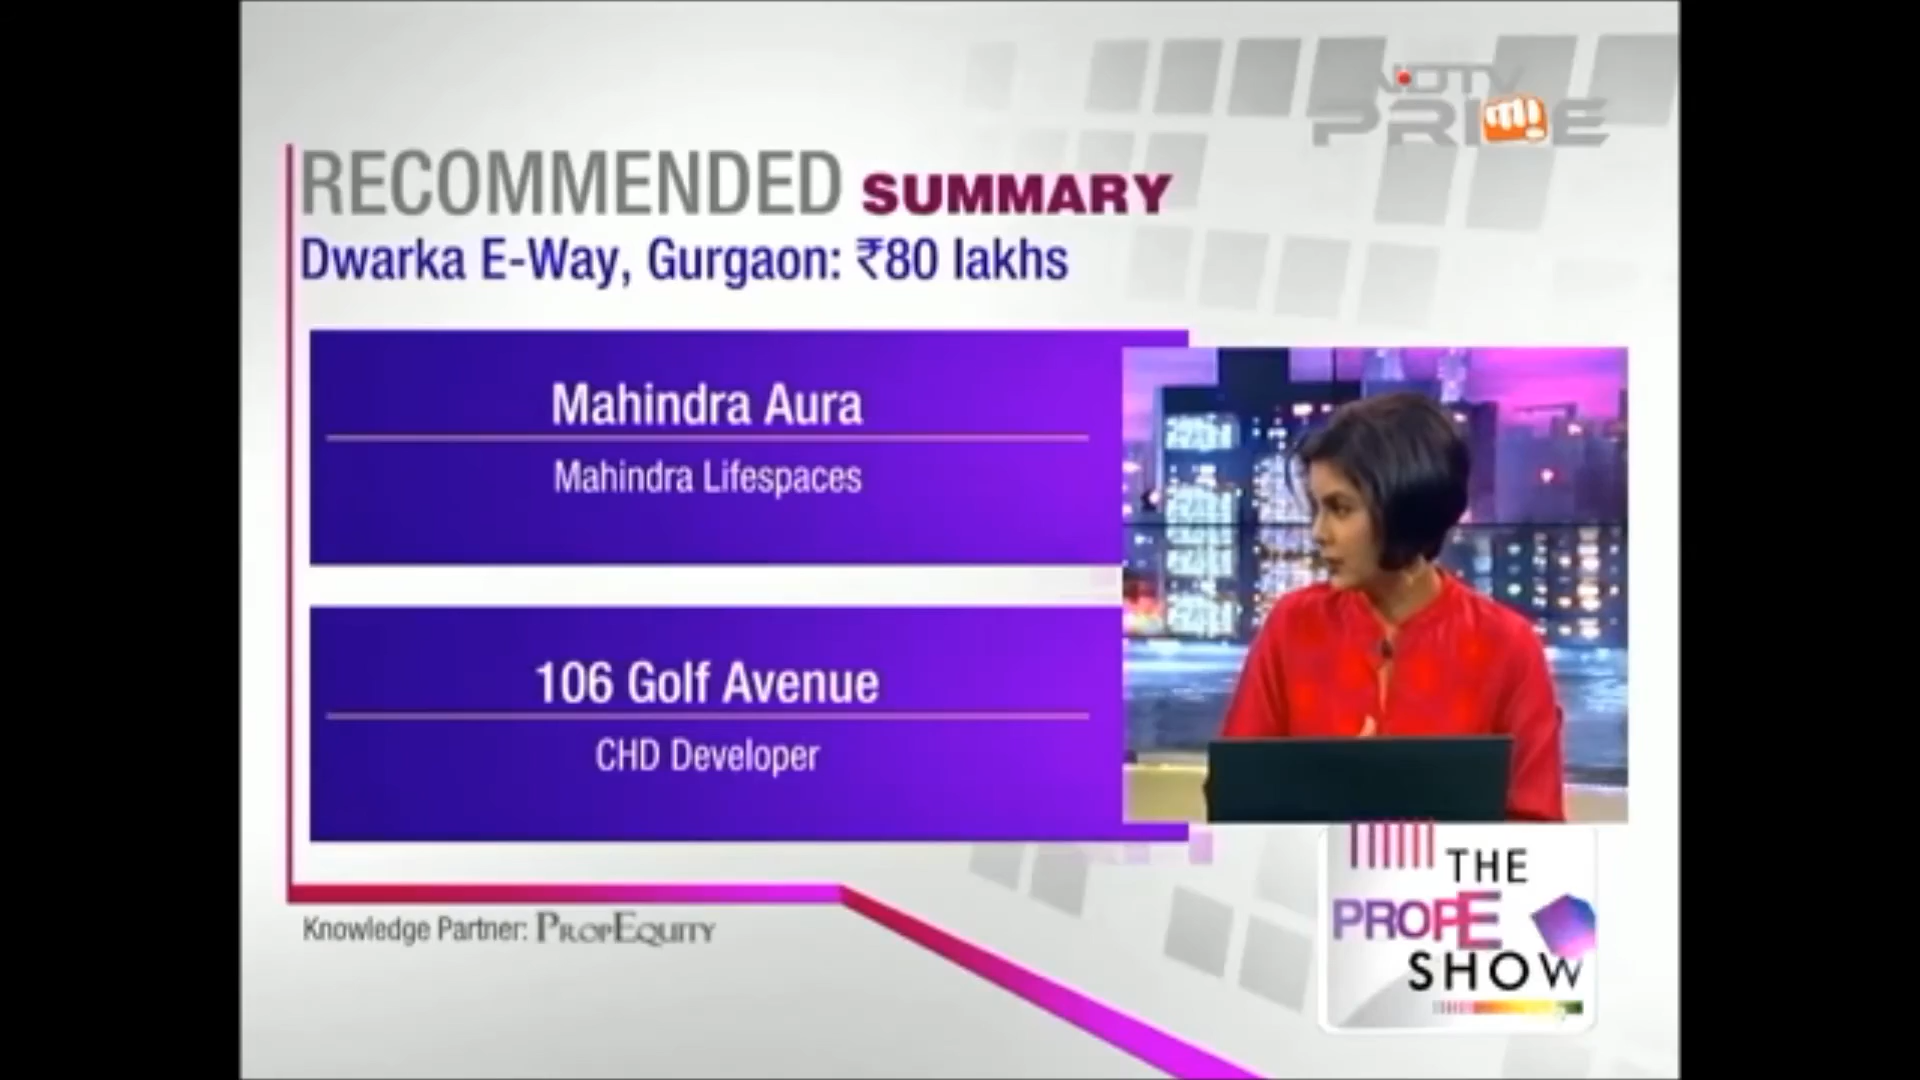 NDTV
PRIME
RECOMMENDED SUMMARY
Dwarka E-Way, Gurgaon: ₹80 lakhs
Mahindra Aura
Mahindra Lifespaces
106 Golf Avenue
CHD Developer
Knowledge Partner: PROPEQUITY
THE
PROPE
SHOW